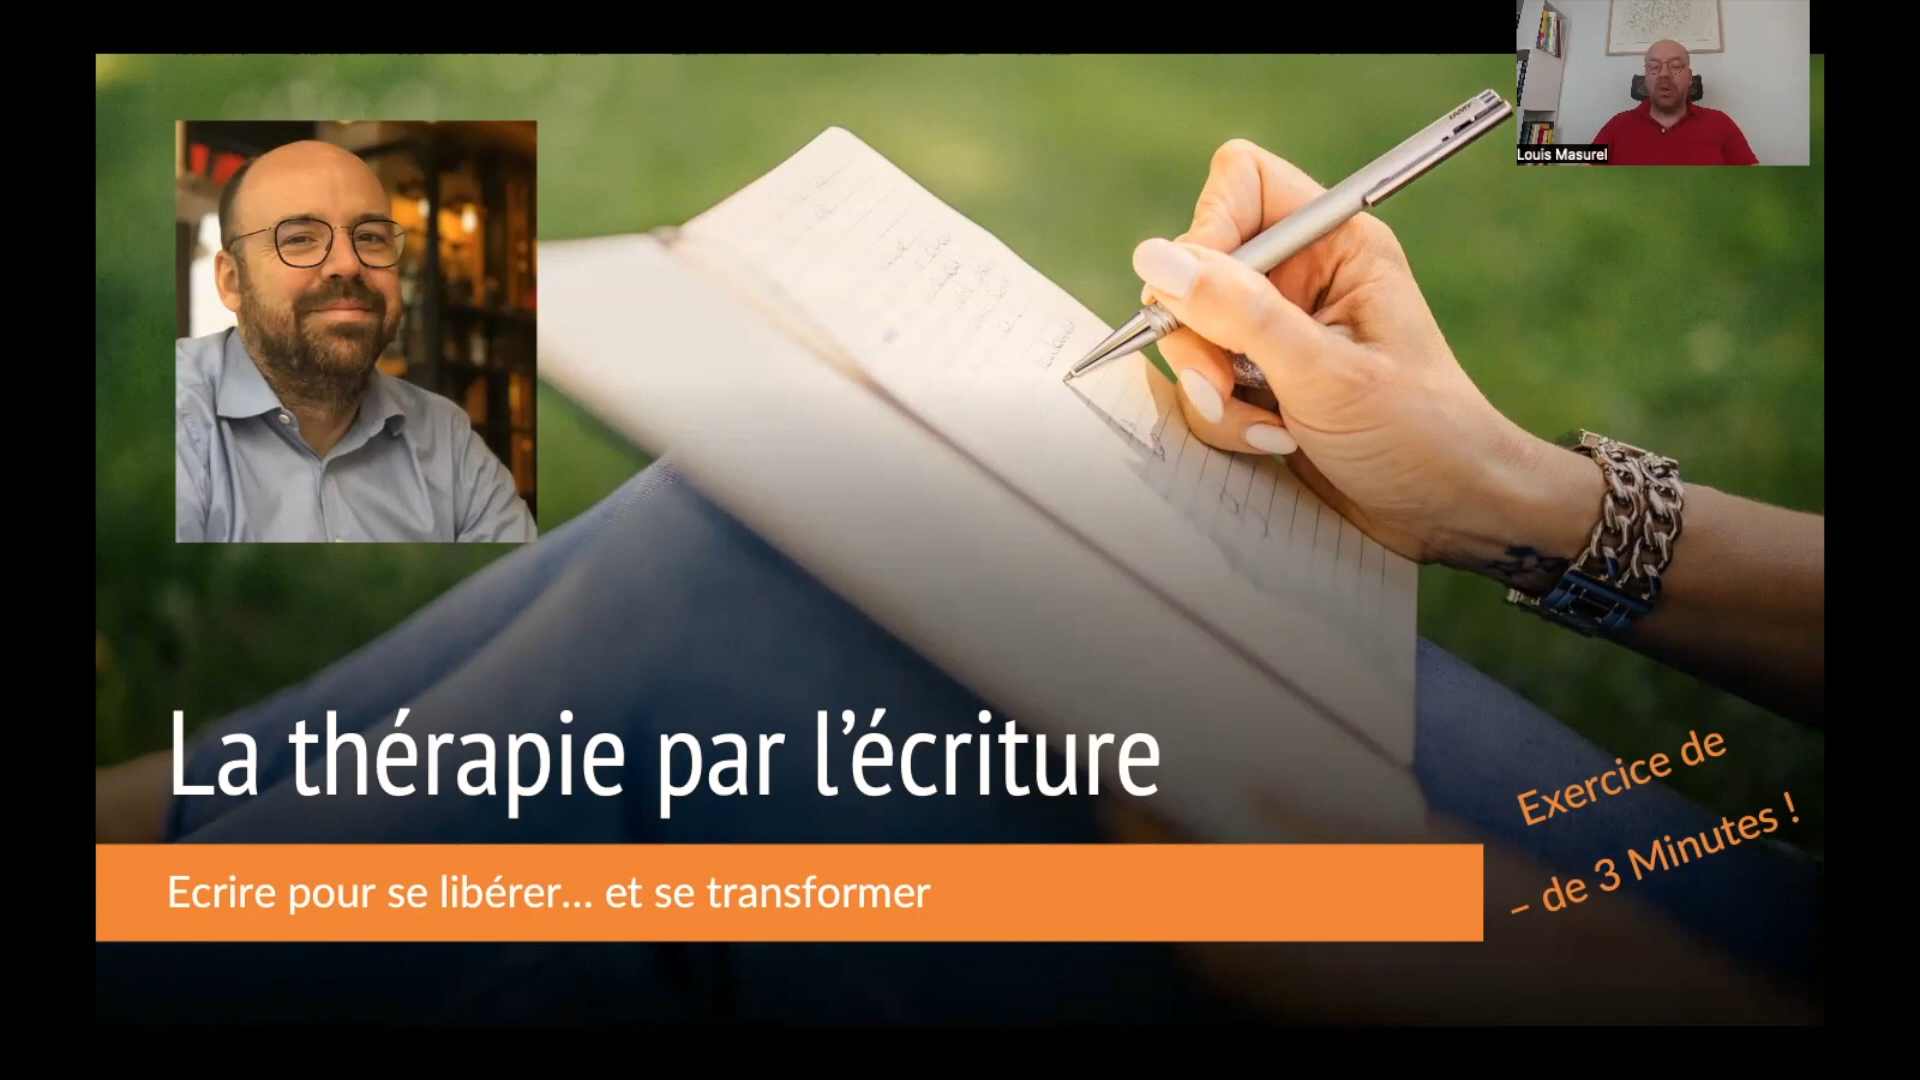 Louis Masurel
La thérapie par l’écriture
Ecrire pour se libérer... et se transformer
Exercice de
– de 3 Minutes !